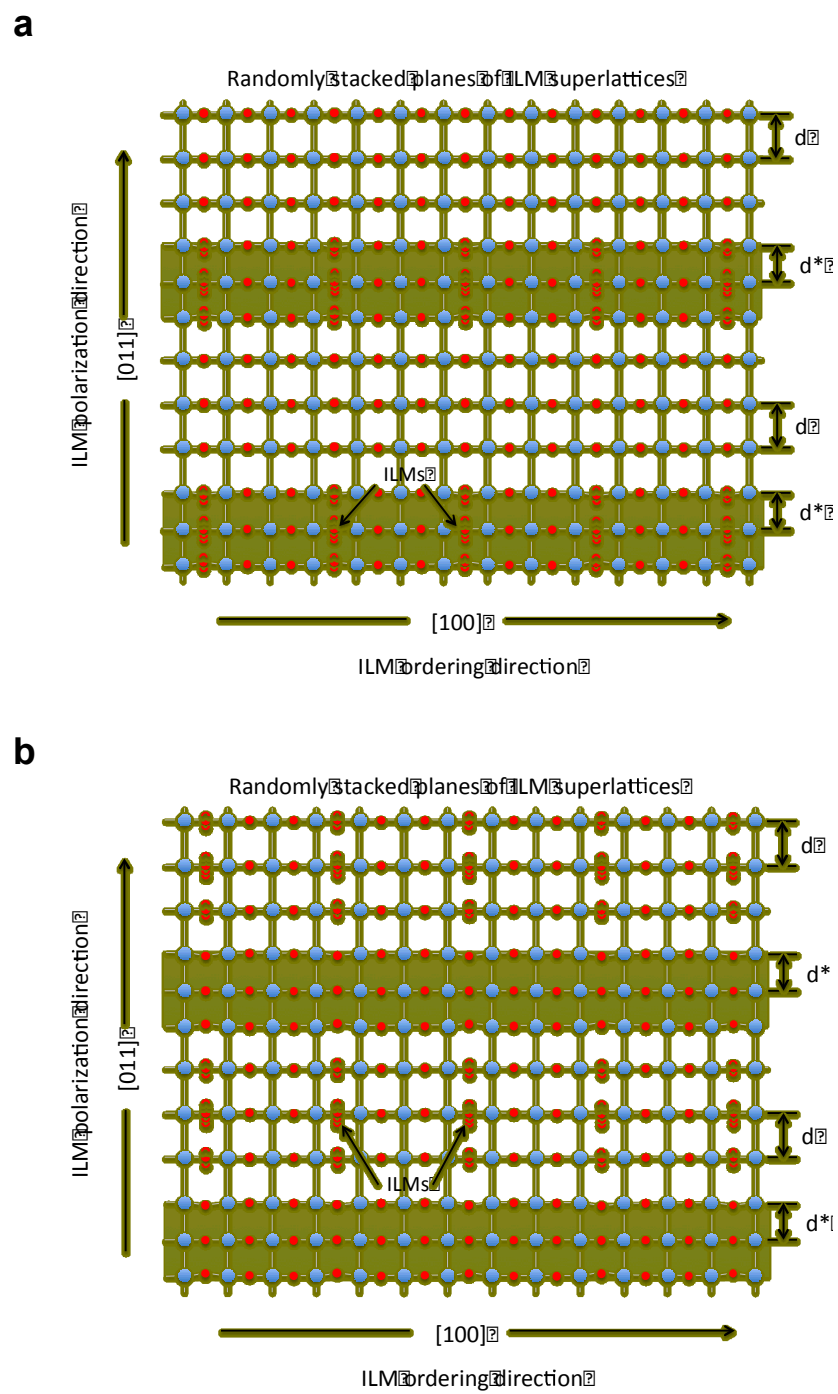 a
Randomly stacked planes of ILM superlattices
d
d*
ILM polarization direction
[011]
d
ILMs
d*
[100]
ILM ordering direction
b
Randomly stacked planes of ILM superlattices
d
d*
ILM polarization direction
[011]
d
ILMs
d*
[100]
ILM ordering direction